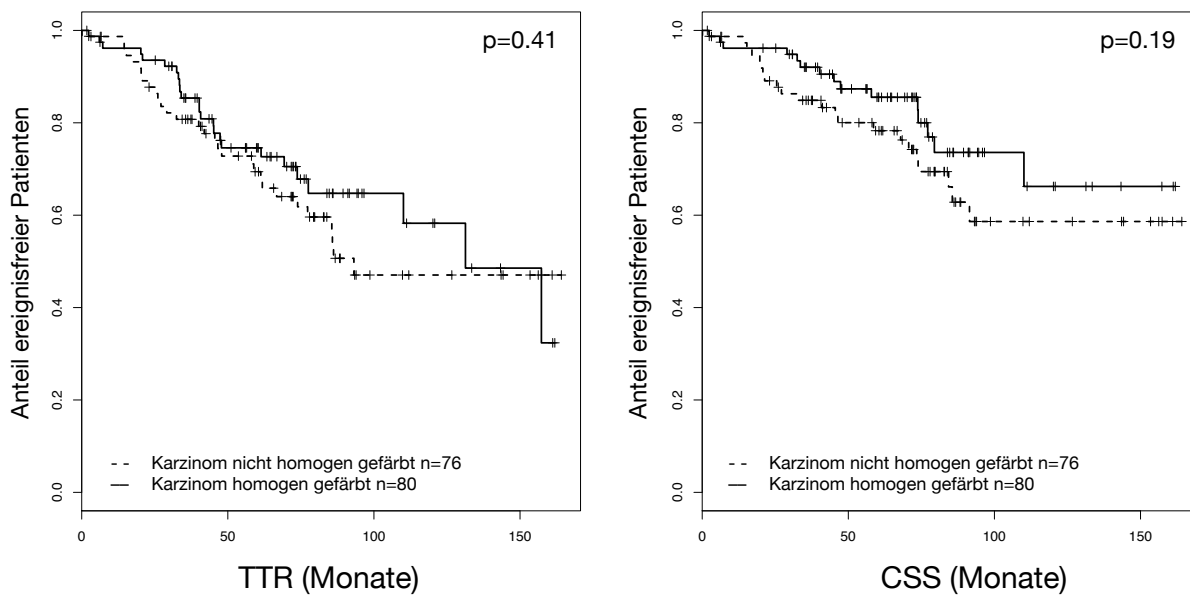 p=0.41
Anteil ereignisfreier Patienten
1.0
0.8
0.6
0.4
0.2
0.0
Karzinom nicht homogen gefärbt n=76
Karzinom homogen gefärbt n=80
0 50 100 150
TTR (Monate)
p=0.19
Anteil ereignisfreier Patienten
1.0
0.8
0.6
0.4
0.2
0.0
Karzinom nicht homogen gefärbt n=76
Karzinom homogen gefärbt n=80
0 50 100 150
CSS (Monate)